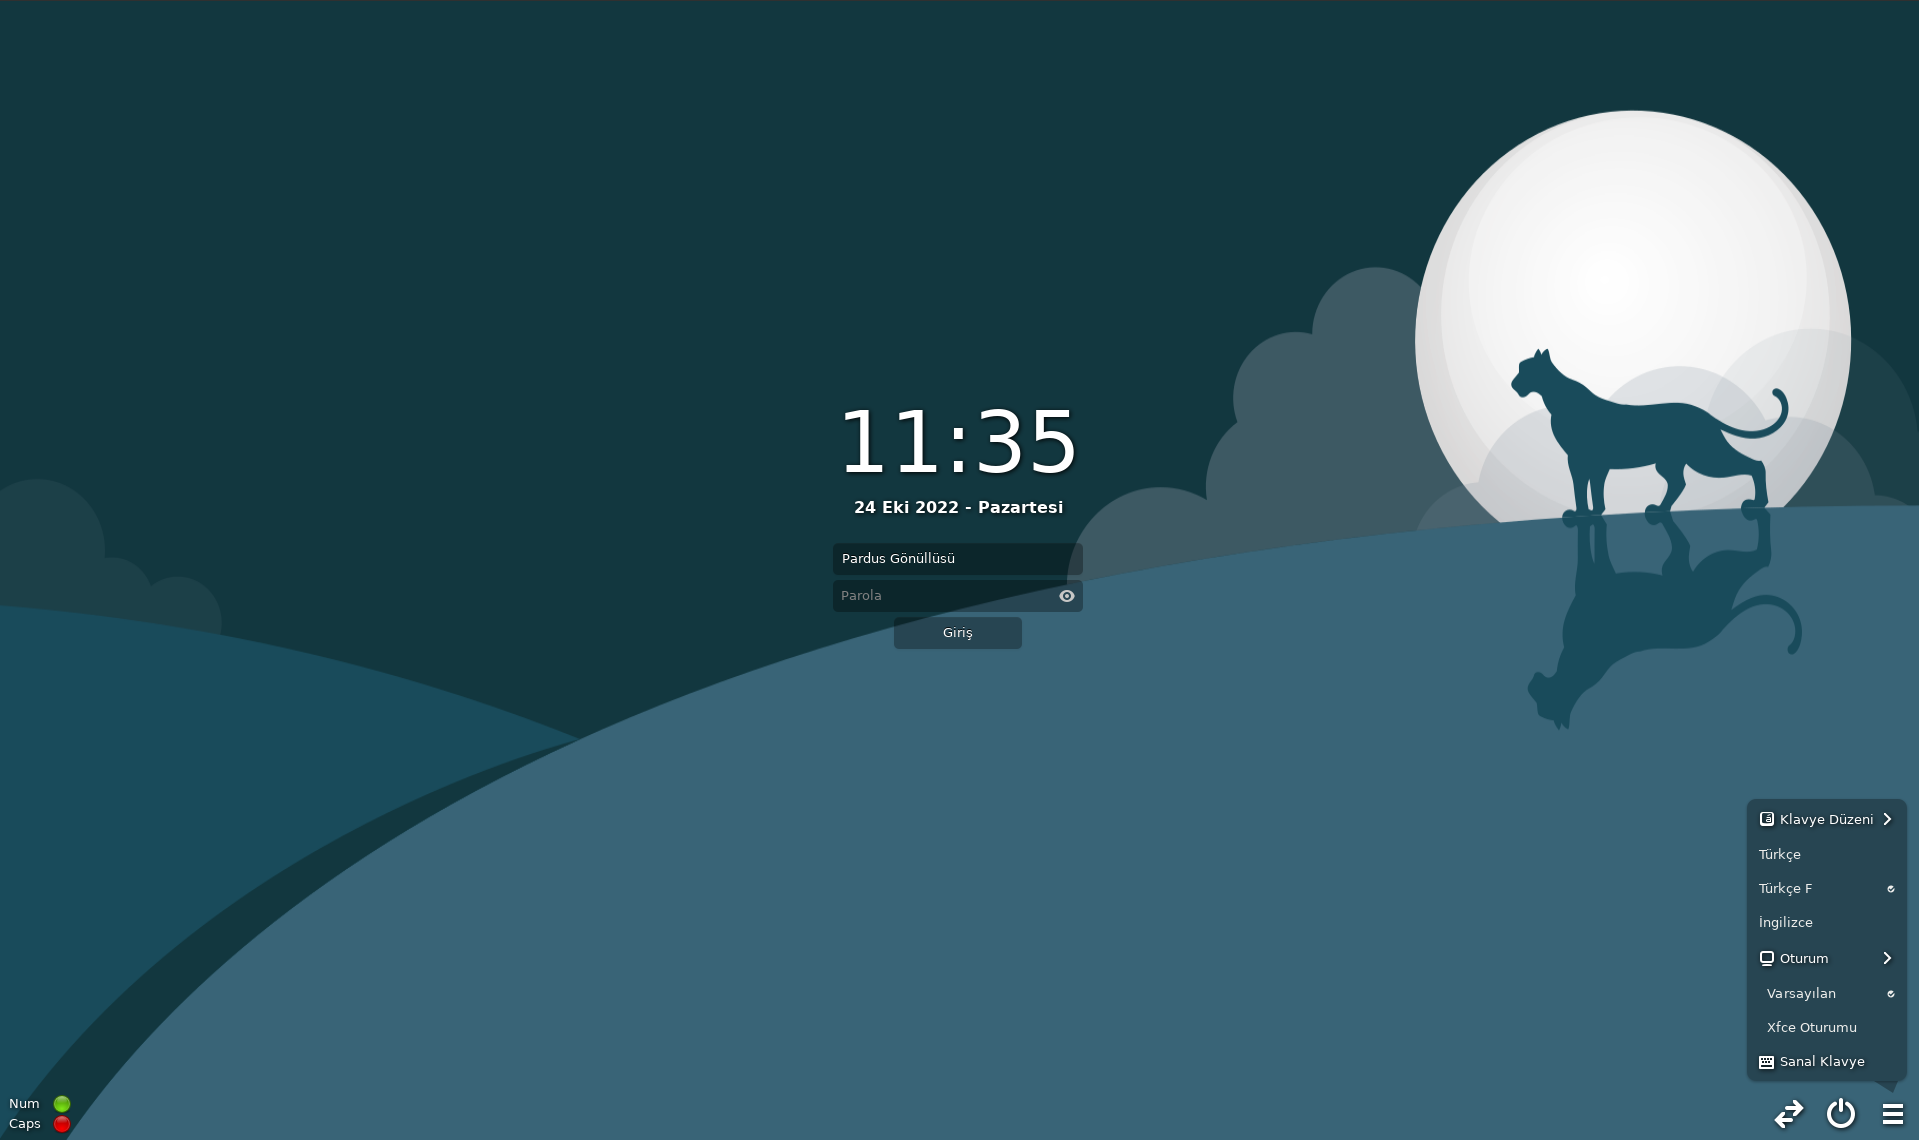 11:35
24 Eki 2022 - Pazartesi
Pardus Gönüllüsü
Parola
Giriş
Klavye Düzeni
Türkçe
Türkçe F
İngilizce
Oturum
Varsayılan
Xfce Oturumu
Sanal Klavye
Num
Caps